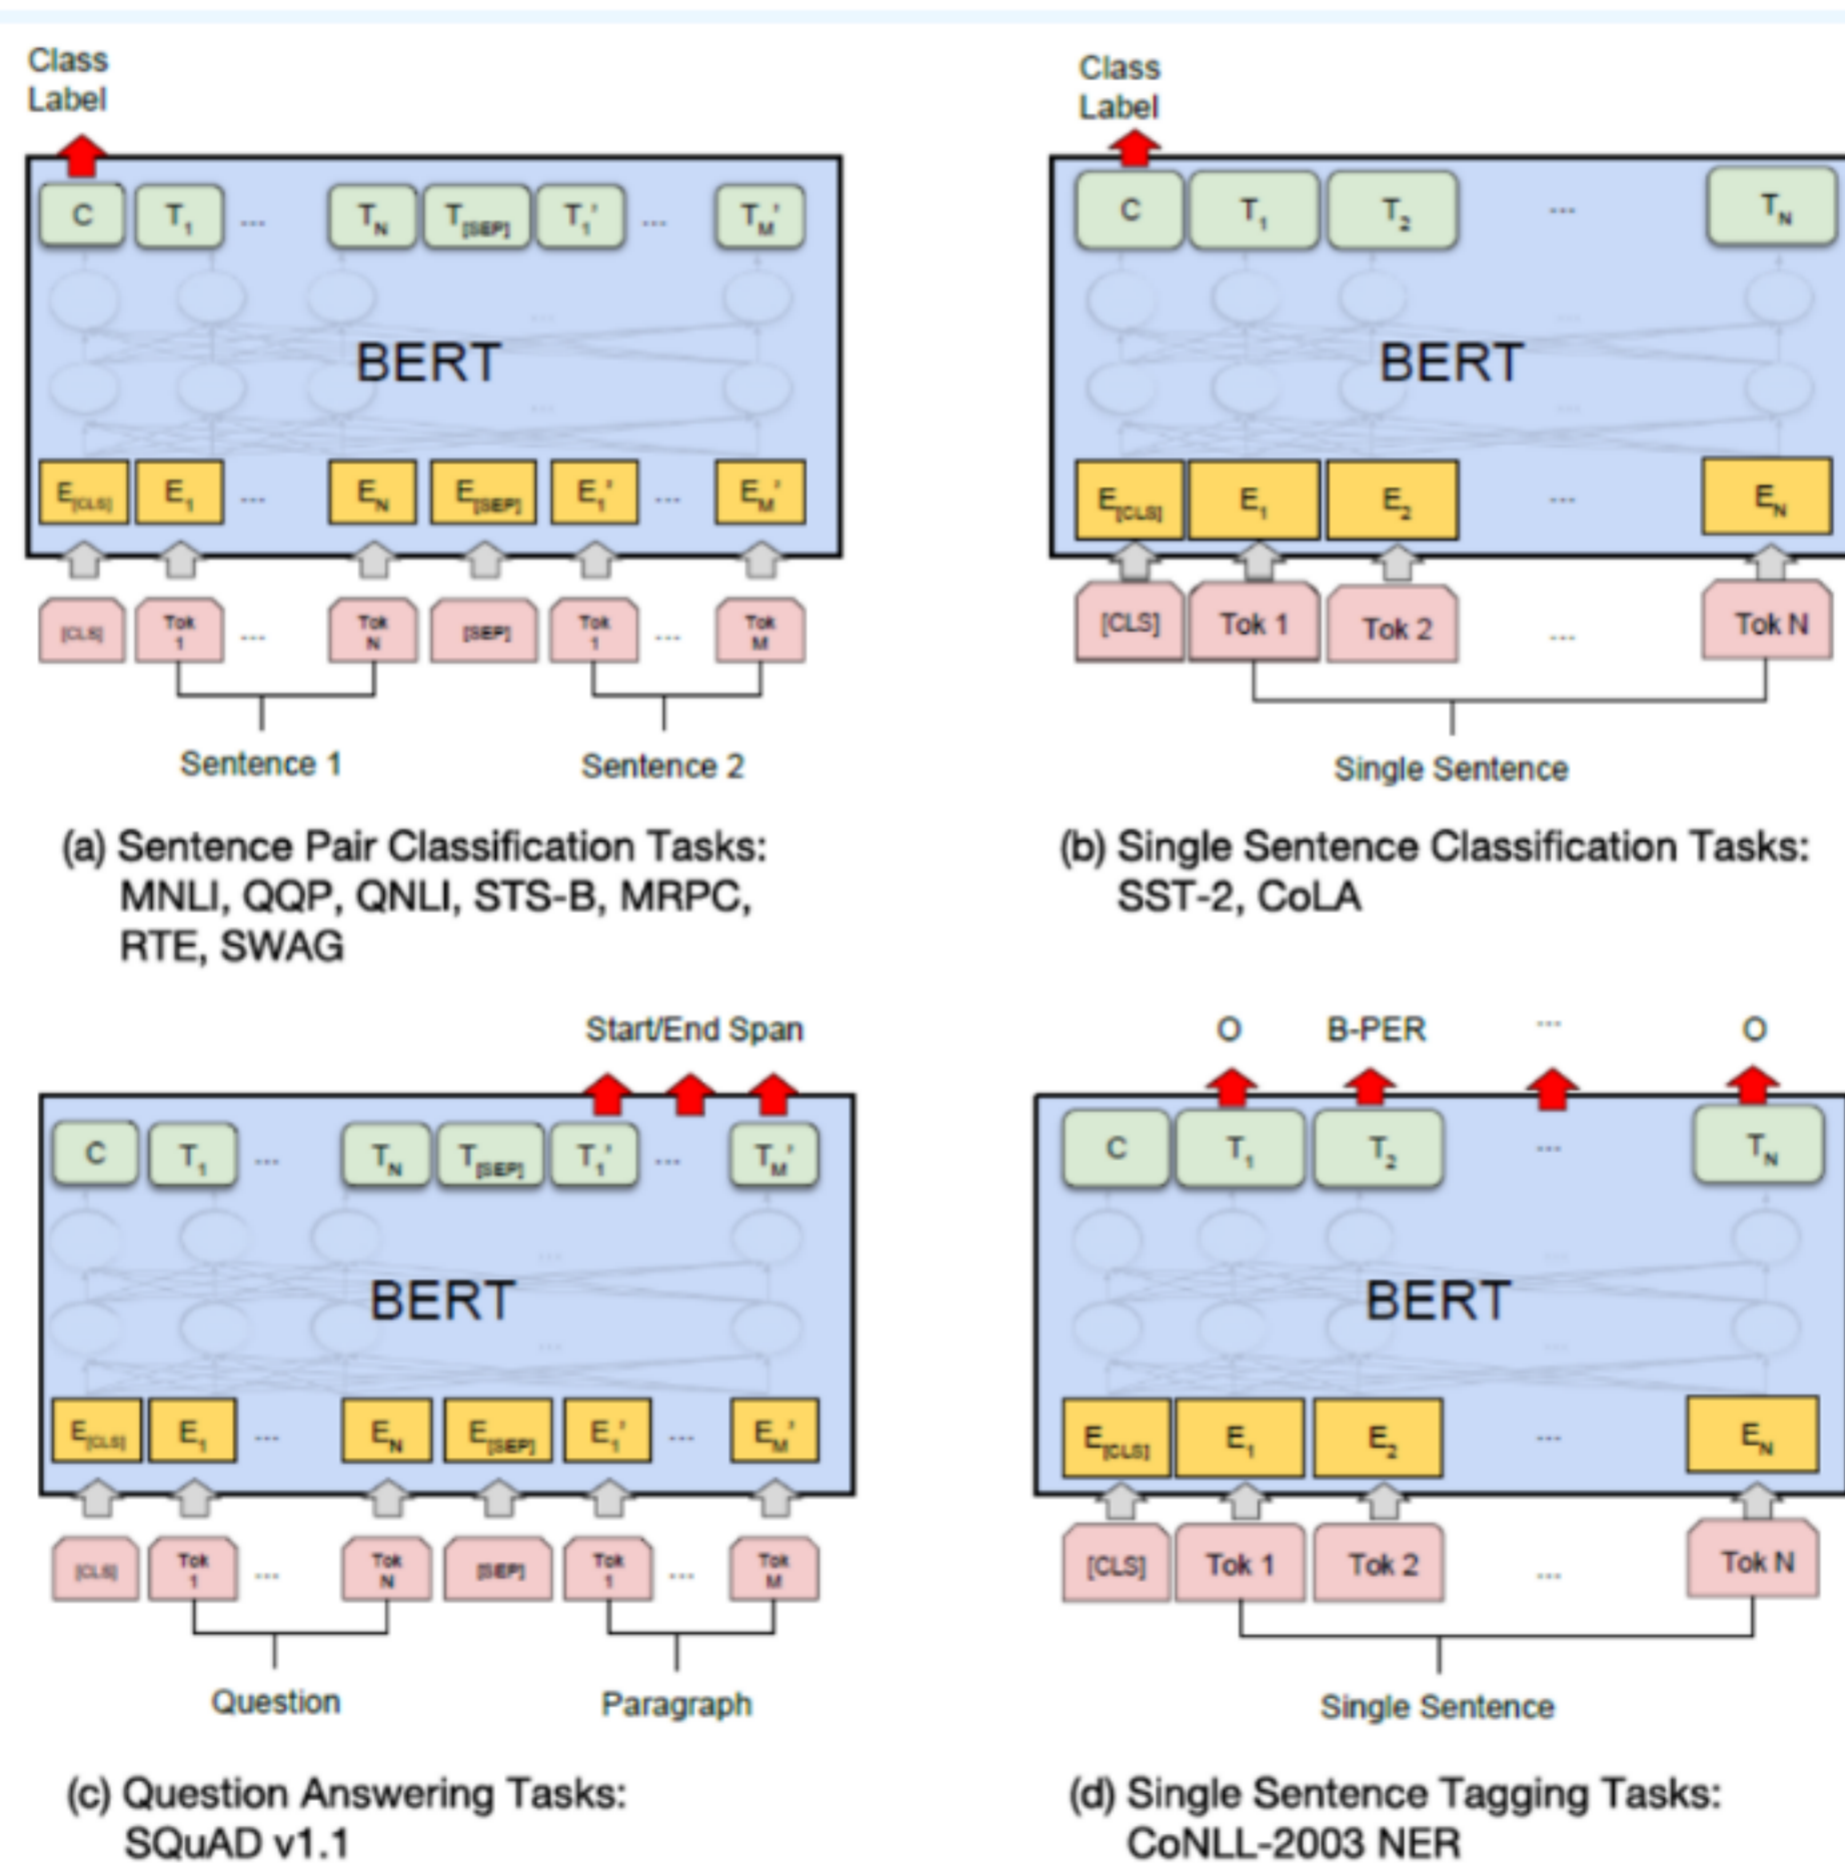 Class
Label
C T1 ... TN T[SEP] T1' ... TM'
...
BERT
...
E[CLS] E1 ... EN E[SEP] E1' ... EM'
[CLS] Tok 1 ... Tok N [SEP] Tok 1 ... Tok M
Sentence 1 Sentence 2
(a) Sentence Pair Classification Tasks:
MNLI, QQP, QNLI, STS-B, MRPC,
RTE, SWAG
Class
Label
C T1 T2 ... TN
...
BERT
...
E[CLS] E1 E2 ... EN
[CLS] Tok 1 Tok 2 ... Tok N
Single Sentence
(b) Single Sentence Classification Tasks:
SST-2, CoLA
Start/End Span
C T1 ... TN T[SEP] T1' ... TM'
...
BERT
...
E[CLS] E1 ... EN E[SEP] E1' ... EM'
[CLS] Tok 1 ... Tok N [SEP] Tok 1 ... Tok M
Question Paragraph
(c) Question Answering Tasks:
SQuAD v1.1
O B-PER ... O
C T1 T2 ... TN
...
BERT
...
E[CLS] E1 E2 ... EN
[CLS] Tok 1 Tok 2 ... Tok N
Single Sentence
(d) Single Sentence Tagging Tasks:
CoNLL-2003 NER